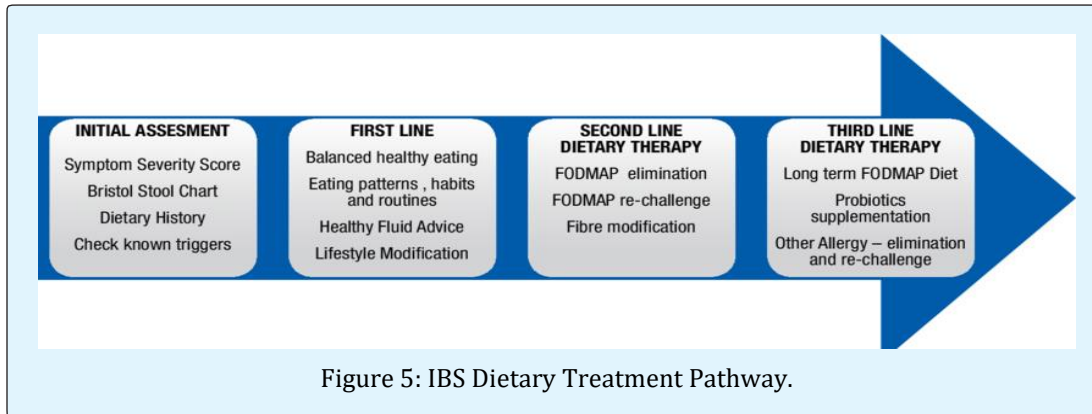 INITIAL ASSESMENT
Symptom Severity Score
Bristol Stool Chart
Dietary History
Check known triggers
FIRST LINE
Balanced healthy eating
Eating patterns , habits
and routines
Healthy Fluid Advice
Lifestyle Modification
SECOND LINE
DIETARY THERAPY
FODMAP elimination
FODMAP re-challenge
Fibre modification
THIRD LINE
DIETARY THERAPY
Long term FODMAP Diet
Probiotics
supplementation
Other Allergy – elimination
and re-challenge
Figure 5: IBS Dietary Treatment Pathway.